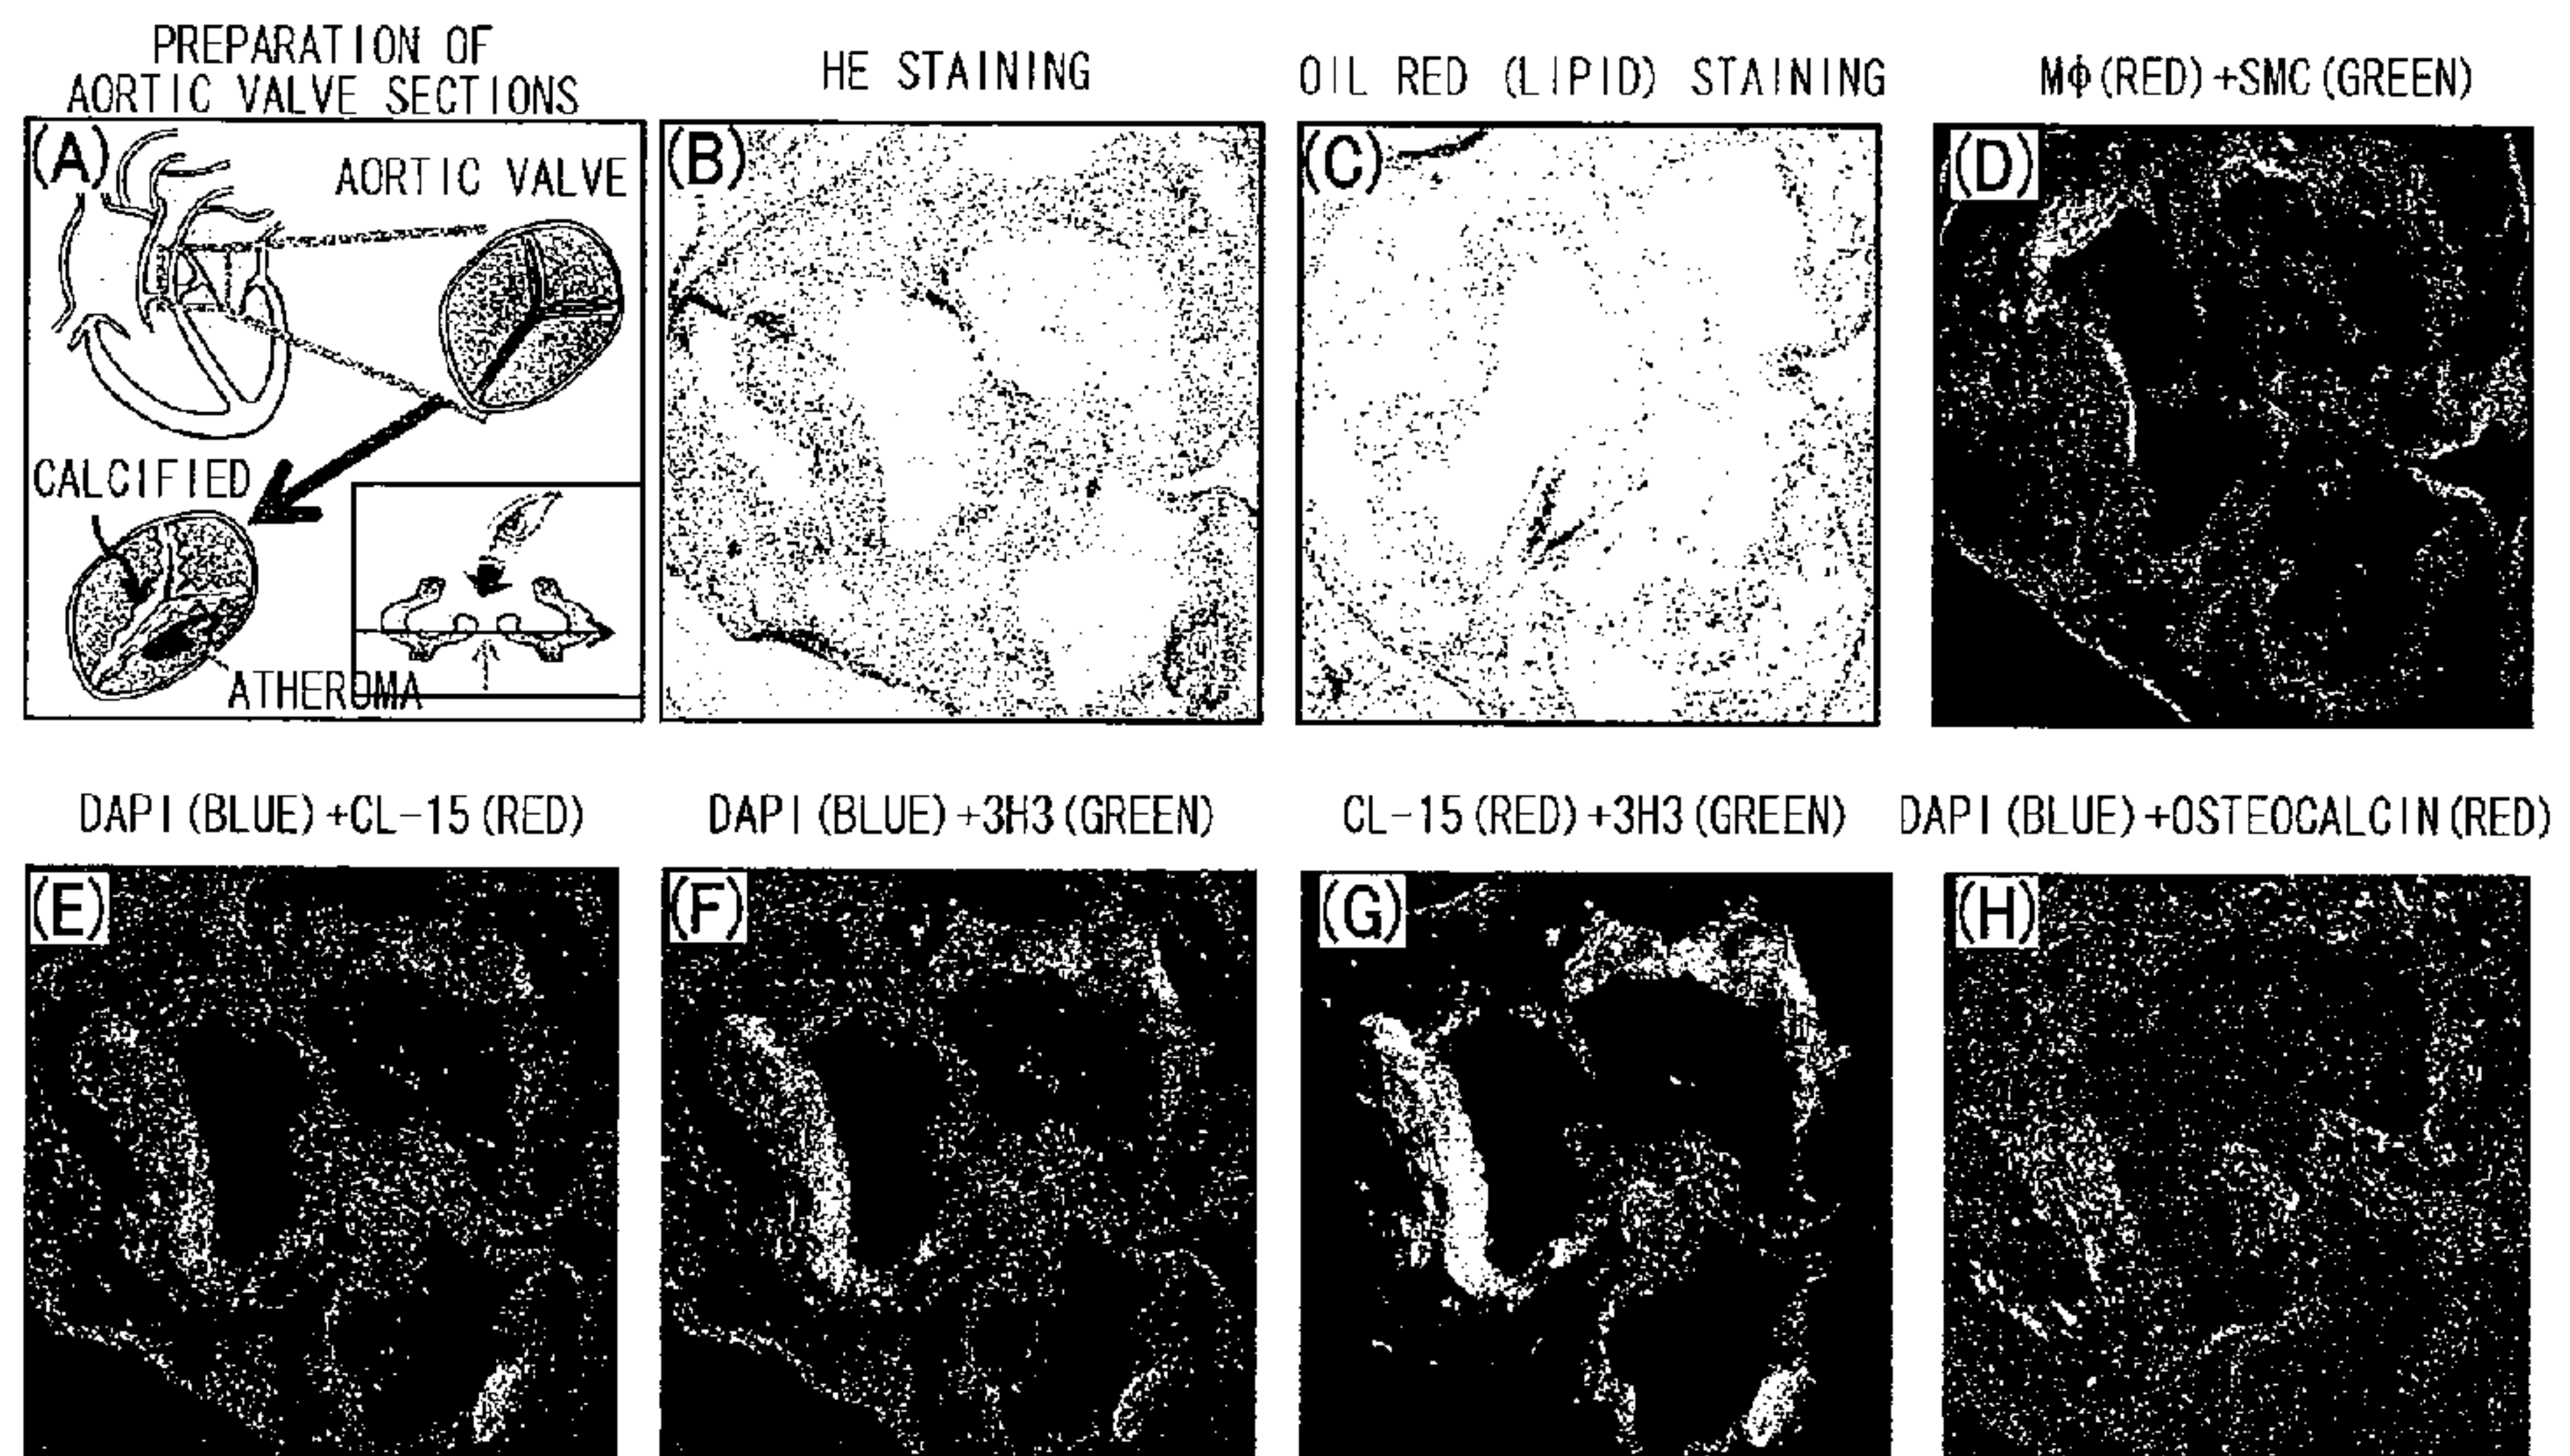 PREPARATION OF
AORTIC VALVE SECTIONS
HE STAINING
OIL RED (LIPID) STAINING
Mφ(RED)+SMC(GREEN)
(A)
AORTIC VALVE
CALCIFIED
ATHEROMA
(B)
(C)
(D)
DAPI(BLUE)+CL-15(RED)
DAPI(BLUE)+3H3(GREEN)
CL-15(RED)+3H3(GREEN)
DAPI(BLUE)+OSTEOCALCIN(RED)
(E)
(F)
(G)
(H)